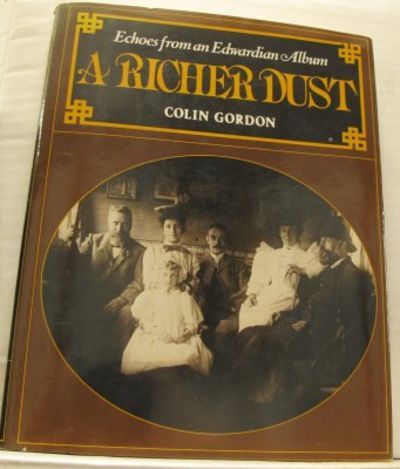 Echoes from an Edwardian Album
A RICHER DUST
COLIN GORDON